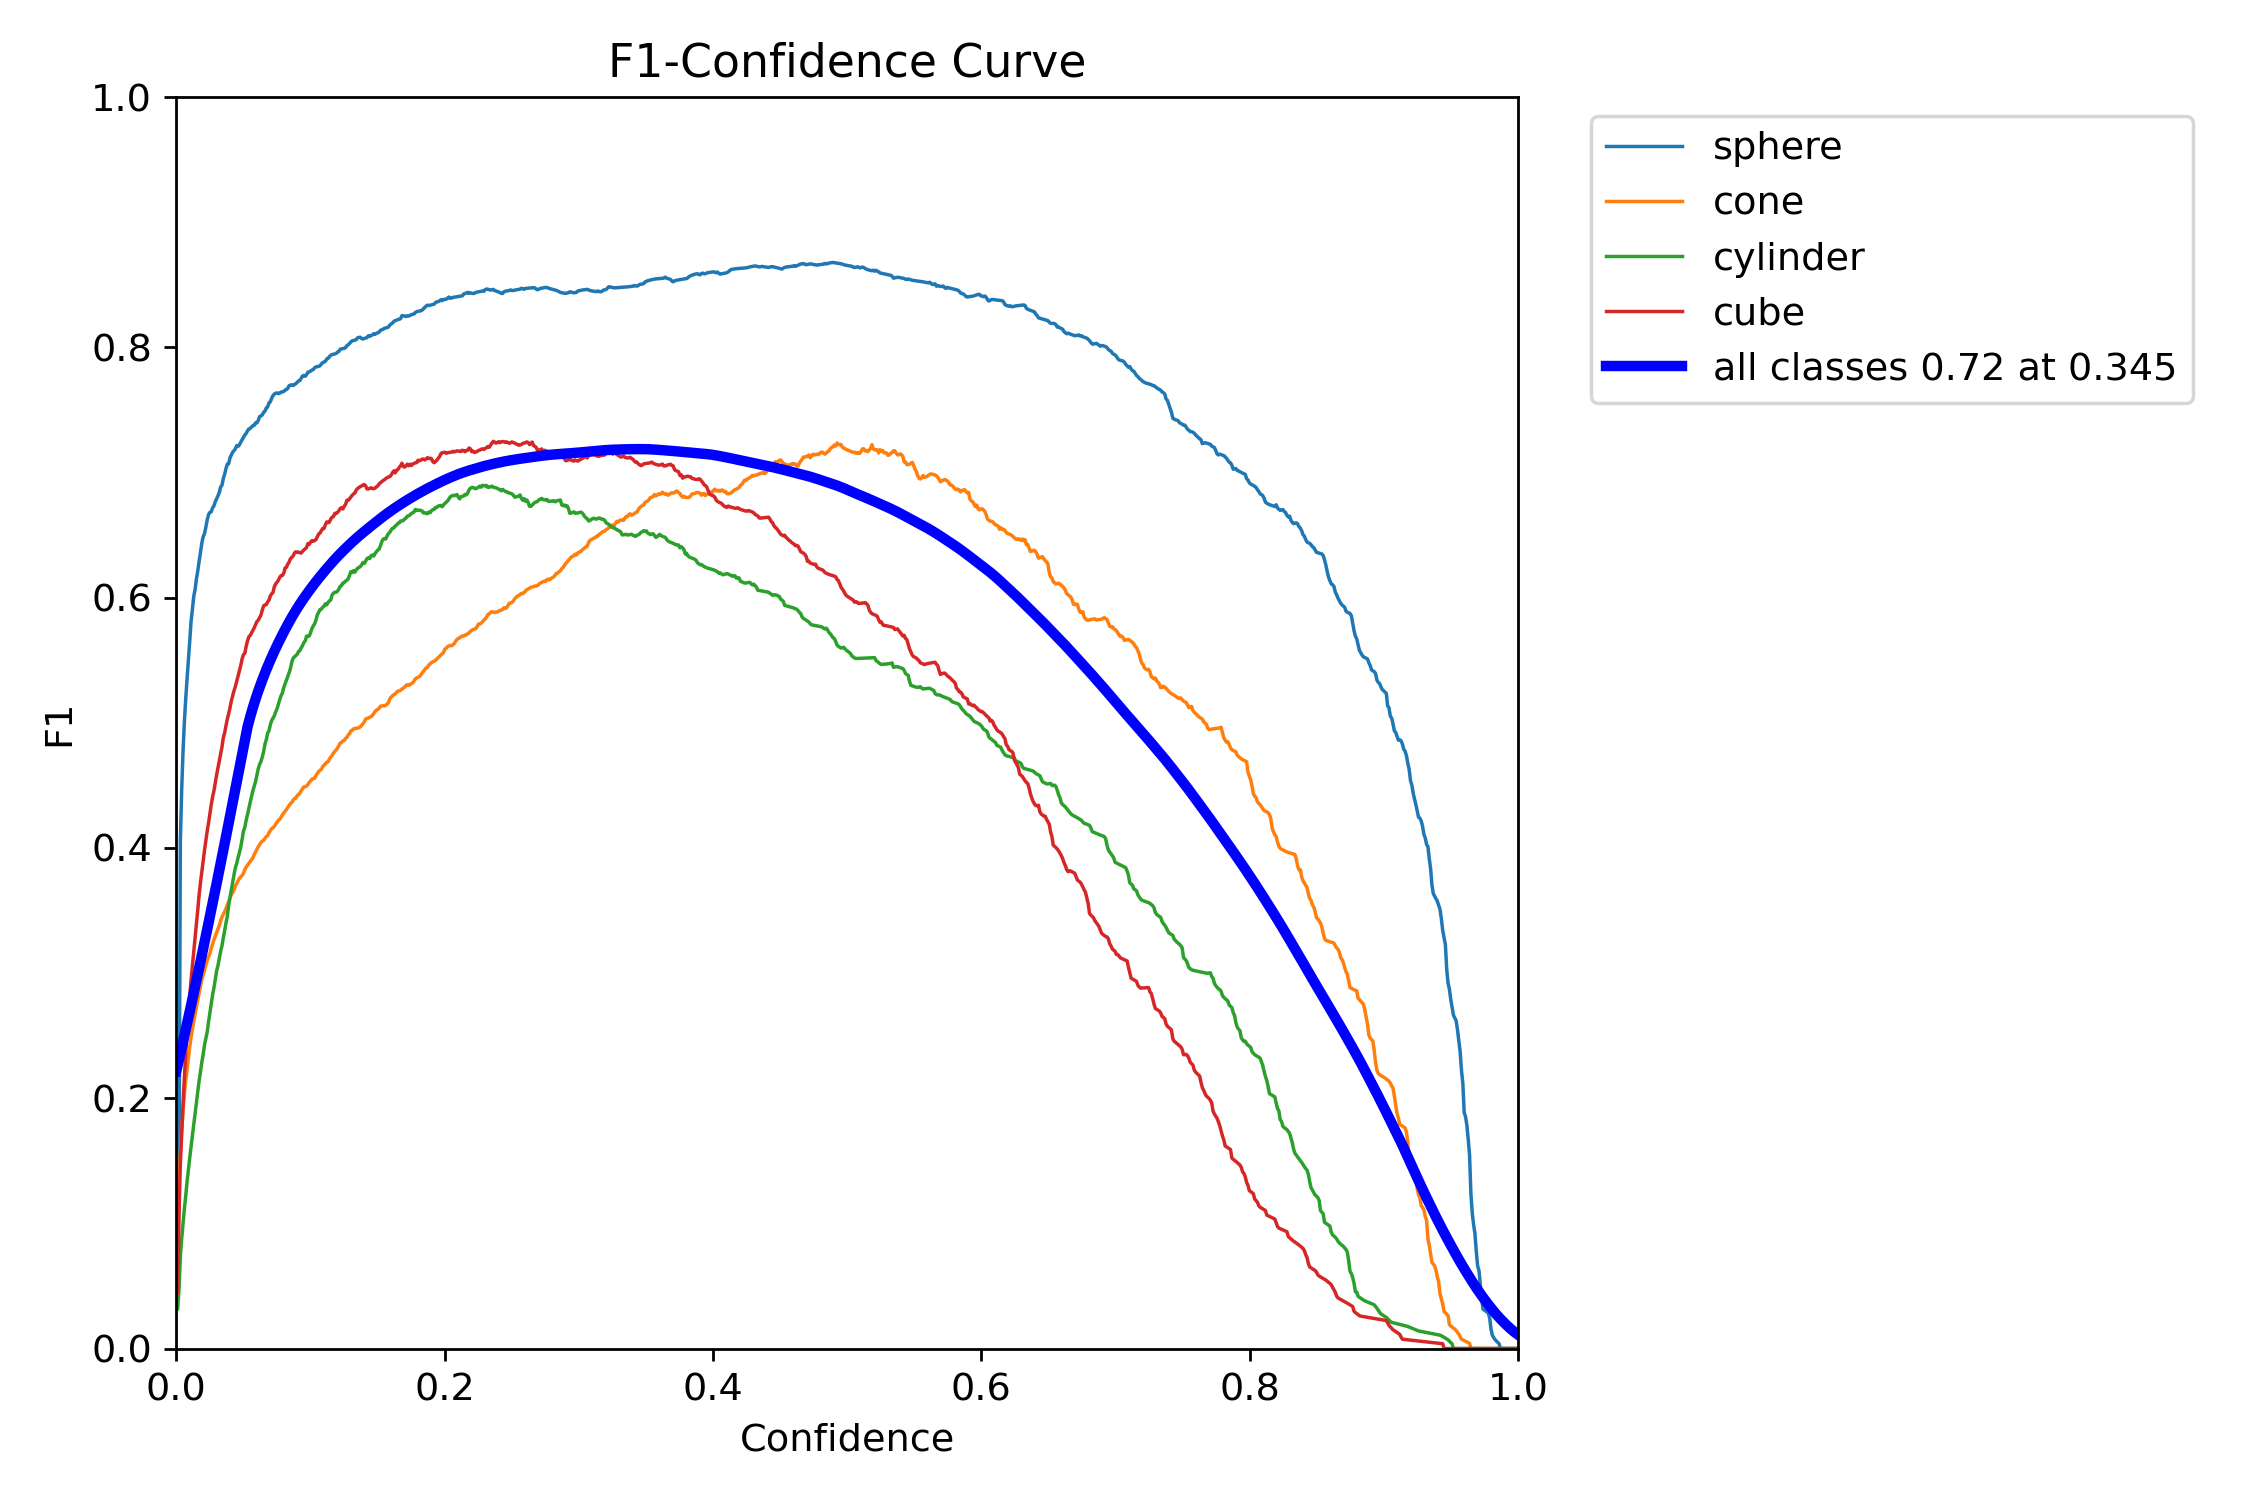 F1-Confidence Curve
1.0
0.8
0.6
0.4
0.2
0.0
F1
0.0 0.2 0.4 0.6 0.8 1.0
Confidence
sphere
cone
cylinder
cube
all classes 0.72 at 0.345